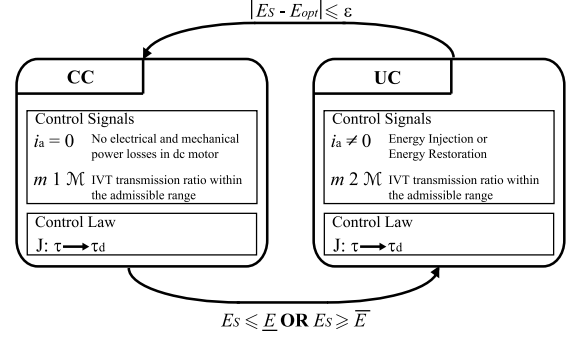 |Es - Eopt| ⩽ ε
CC
Control Signals
ia = 0 No electrical and mechanical
power losses in dc motor
m 1 ℳ IVT transmission ratio within
the admissible range
Control Law
J: τ→τd
UC
Control Signals
ia ≠ 0 Energy Injection or
Energy Restoration
m 2 ℳ IVT transmission ratio within
the admissible range
Control Law
J: τ→τd
Es ⩽ E̲ OR Es ⩾ E̅